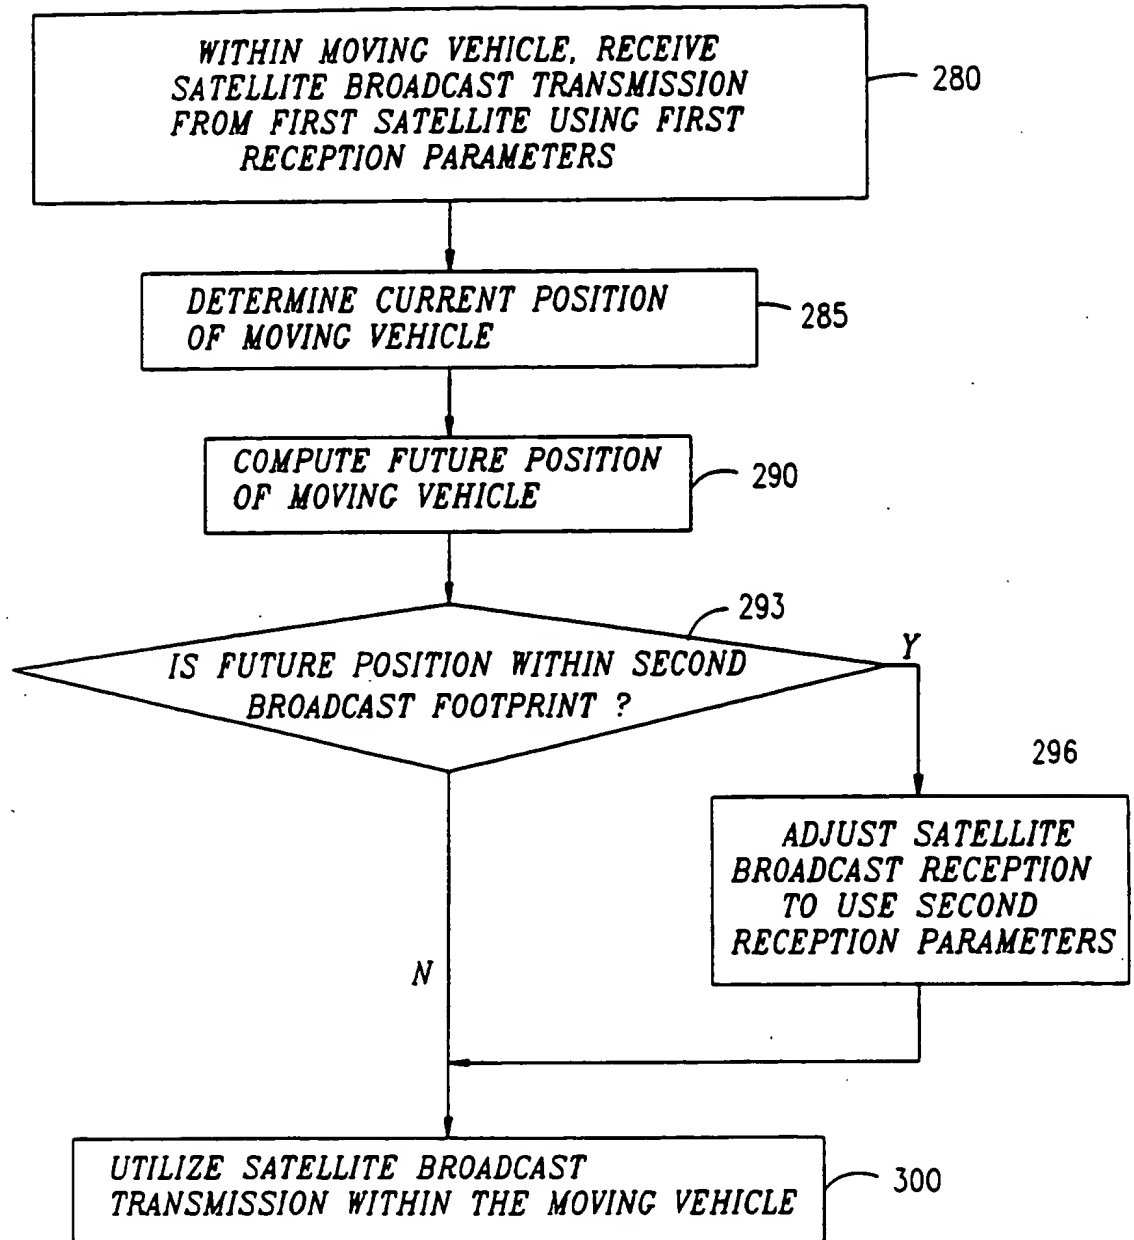 WITHIN MOVING VEHICLE, RECEIVE
SATELLITE BROADCAST TRANSMISSION
FROM FIRST SATELLITE USING FIRST
RECEPTION PARAMETERS
280
DETERMINE CURRENT POSITION
OF MOVING VEHICLE
285
COMPUTE FUTURE POSITION
OF MOVING VEHICLE
290
293
IS FUTURE POSITION WITHIN SECOND
BROADCAST FOOTPRINT ?
Y
296
ADJUST SATELLITE
BROADCAST RECEPTION
TO USE SECOND
RECEPTION PARAMETERS
N
UTILIZE SATELLITE BROADCAST
TRANSMISSION WITHIN THE MOVING VEHICLE
300